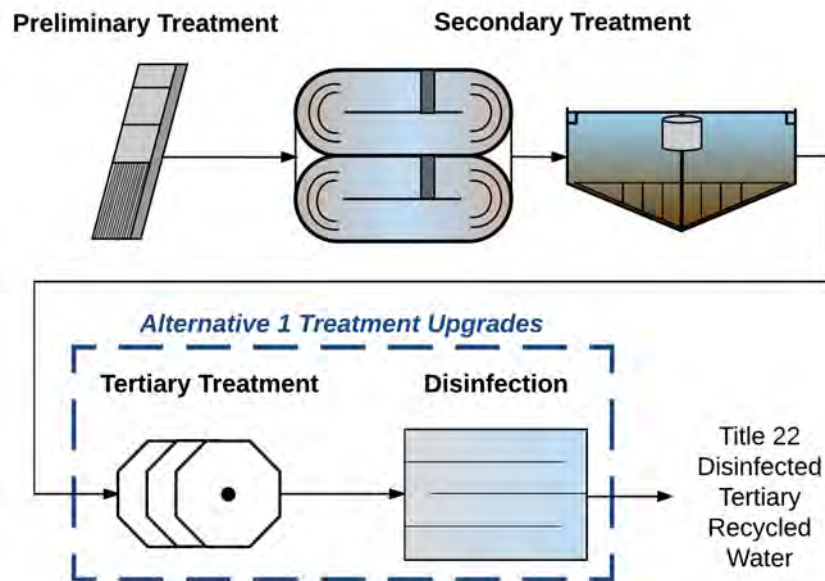 Preliminary Treatment
Secondary Treatment
Alternative 1 Treatment Upgrades
Tertiary Treatment
Disinfection
Title 22
Disinfected
Tertiary
Recycled
Water